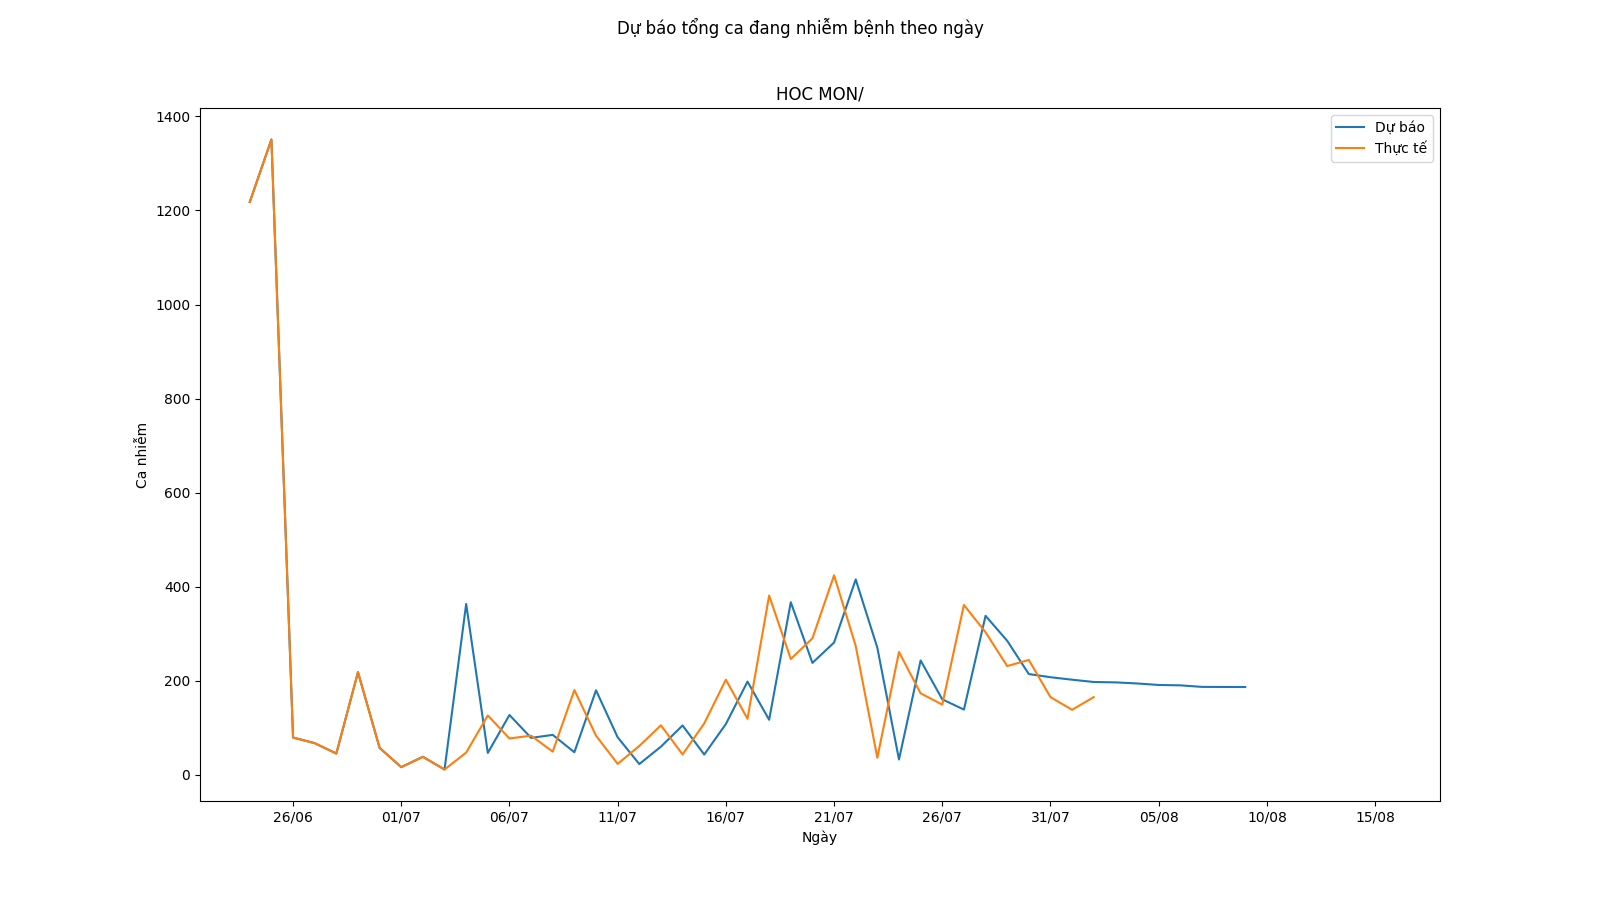 Dự báo tổng ca đang nhiễm bệnh theo ngày
HOC MON/
Dự báo
Thực tế
1400
1200
1000
800
600
400
200
0
Ca nhiễm
26/06 01/07 06/07 11/07 16/07 21/07 26/07 31/07 05/08 10/08 15/08
Ngày